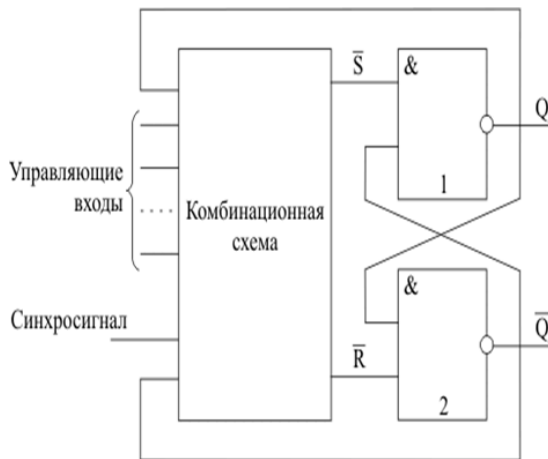 S̅
&
Q
Управляющие
входы
1
Комбинационная
схема
&
Синхросигнал
Q̅
R̅
2